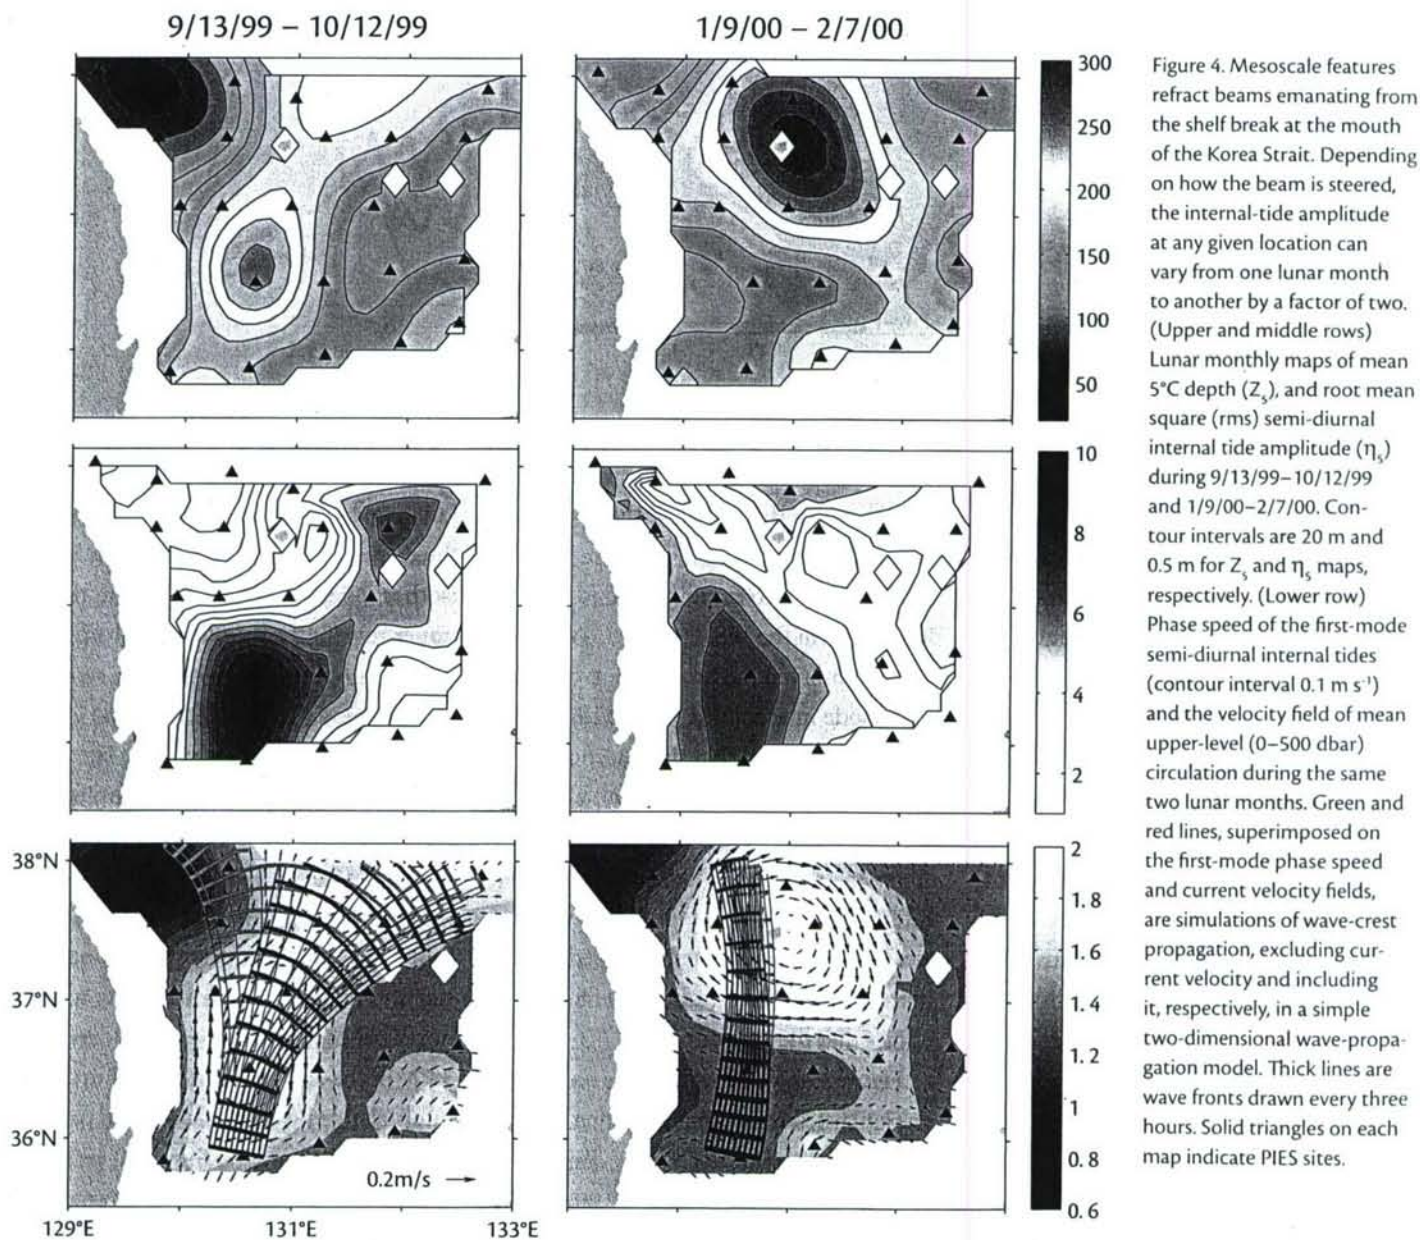 9/13/99 – 10/12/99
1/9/00 – 2/7/00
300
250
200
150
100
50
10
8
6
4
2
2
1.8
1.6
1.4
1.2
1
0.8
0.6
38°N
37°N
36°N
0.2m/s
129°E
131°E
133°E
Figure 4. Mesoscale features
refract beams emanating from
the shelf break at the mouth
of the Korea Strait. Depending
on how the beam is steered,
the internal-tide amplitude
at any given location can
vary from one lunar month
to another by a factor of two.
(Upper and middle rows)
Lunar monthly maps of mean
5°C depth (Z₅), and root mean
square (rms) semi-diurnal
internal tide amplitude (η₅)
during 9/13/99–10/12/99
and 1/9/00–2/7/00. Con-
tour intervals are 20 m and
0.5 m for Z₅ and η₅ maps,
respectively. (Lower row)
Phase speed of the first-mode
semi-diurnal internal tides
(contour interval 0.1 m s⁻¹)
and the velocity field of mean
upper-level (0–500 dbar)
circulation during the same
two lunar months. Green and
red lines, superimposed on
the first-mode phase speed
and current velocity fields,
are simulations of wave-crest
propagation, excluding cur-
rent velocity and including
it, respectively, in a simple
two-dimensional wave-propa-
gation model. Thick lines are
wave fronts drawn every three
hours. Solid triangles on each
map indicate PIES sites.